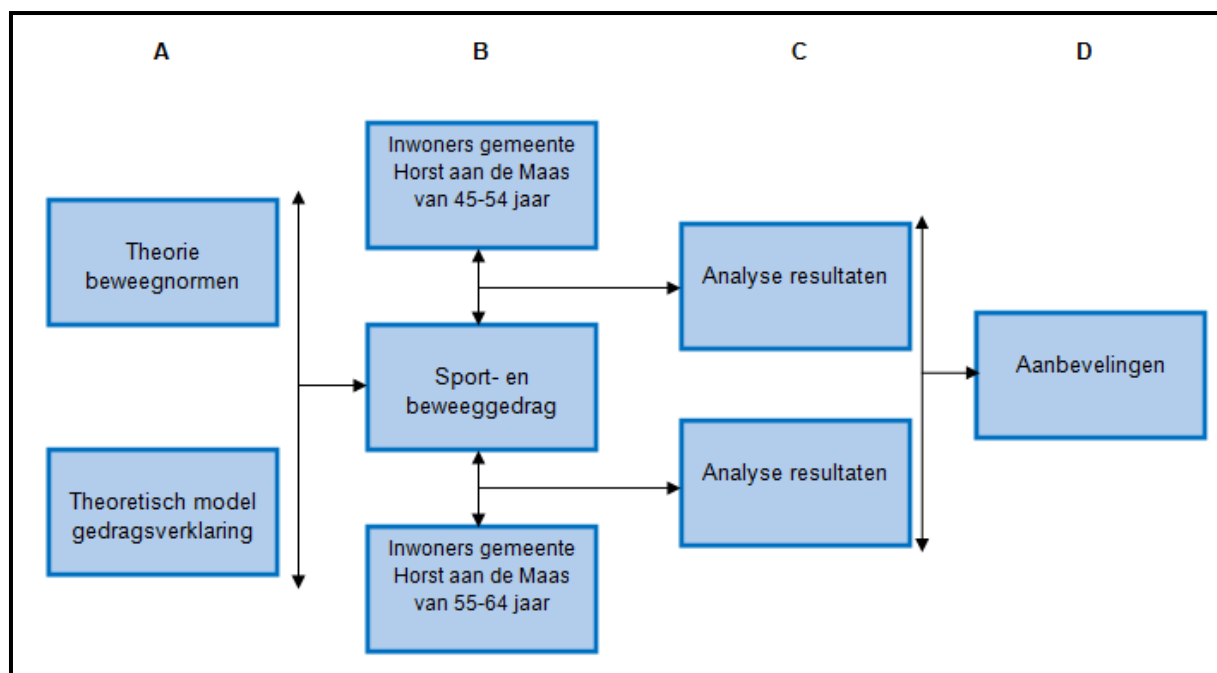 A
B
C
D
Theorie
beweegnormen
Theoretisch model
gedragsverklaring
Inwoners gemeente
Horst aan de Maas
van 45-54 jaar
Sport- en
beweeggedrag
Inwoners gemeente
Horst aan de Maas
van 55-64 jaar
Analyse resultaten
Analyse resultaten
Aanbevelingen